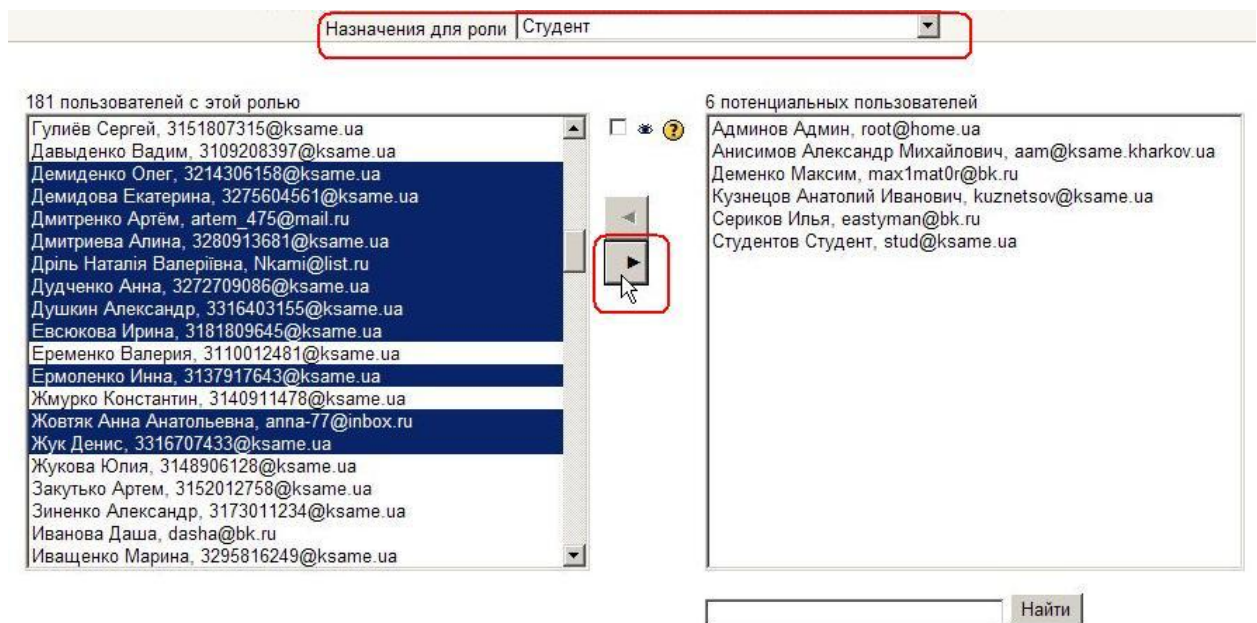 Назначения для роли Студент
181 пользователей с этой ролью
Гулиёв Сергей, 3151807315@ksame.ua
Давыденко Вадим, 3109208397@ksame.ua
Демиденко Олег, 3214306158@ksame.ua
Демидова Екатерина, 3275604561@ksame.ua
Дмитренко Артём, artem_475@mail.ru
Дмитриева Алина, 3280913681@ksame.ua
Дріль Наталія Валеріївна, Nkami@list.ru
Дудченко Анна, 3272709086@ksame.ua
Душкин Александр, 3316403155@ksame.ua
Евсюкова Ирина, 3181809645@ksame.ua
Еременко Валерия, 3110012481@ksame.ua
Ермоленко Инна, 3137917643@ksame.ua
Жмурко Константин, 3140911478@ksame.ua
Жовтяк Анна Анатольевна, anna-77@inbox.ru
Жук Денис, 3316707433@ksame.ua
Жукова Юлия, 3148906128@ksame.ua
Закутько Артем, 3152012758@ksame.ua
Зиненко Александр, 3173011234@ksame.ua
Иванова Даша, dasha@bk.ru
Иващенко Марина, 3295816249@ksame.ua
6 потенциальных пользователей
Админов Админ, root@home.ua
Анисимов Александр Михайлович, aam@ksame.kharkov.ua
Деменко Максим, max1mat0r@bk.ru
Кузнецов Анатолий Иванович, kuznetsov@ksame.ua
Сериков Илья, eastyman@bk.ru
Студентов Студент, stud@ksame.ua
Найти